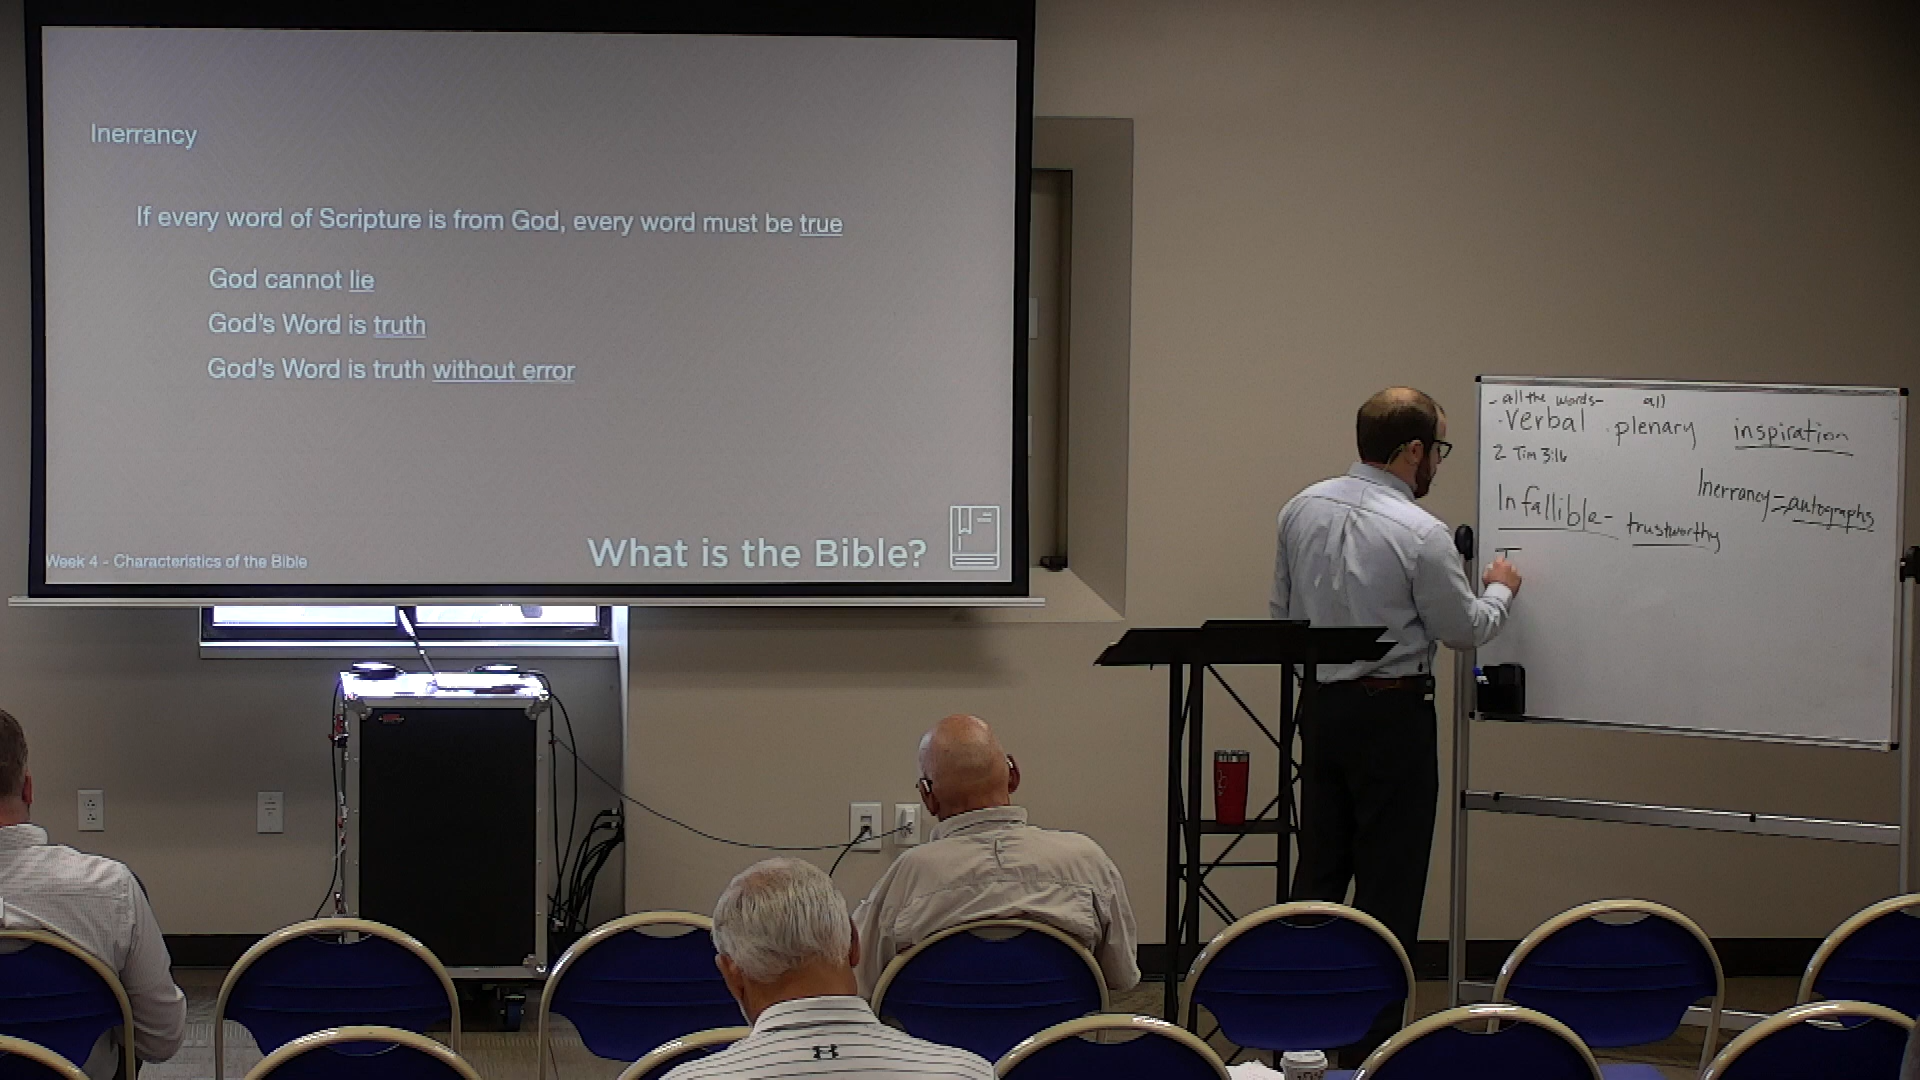 Inerrancy
If every word of Scripture is from God, every word must be true
God cannot lie
God's Word is truth
God's Word is truth without error
What is the Bible?
Week 4 - Characteristics of the Bible
- all the words- all
· Verbal · plenary inspiration
2 Tim 3:16
Inerrancy = autographs
Infallible - trustworthy